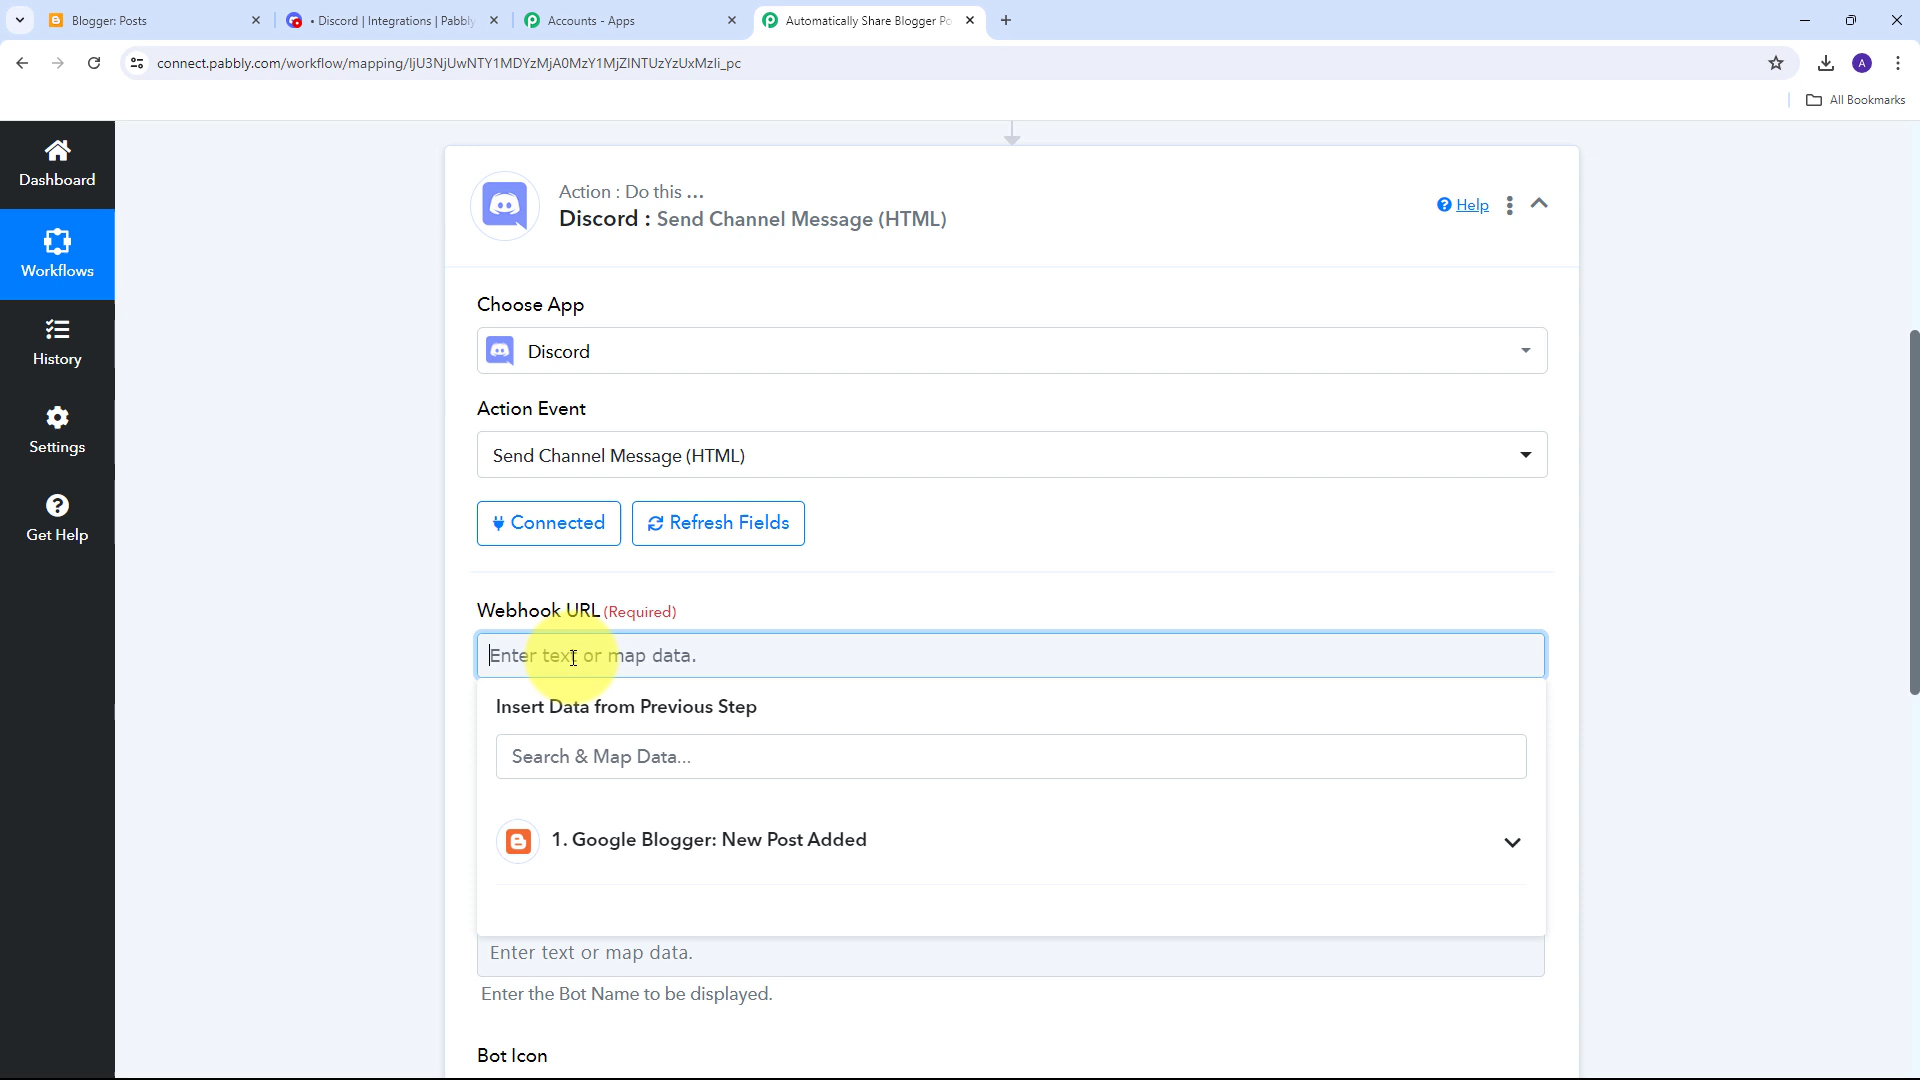 Blogger: Posts
• Discord | Integrations | Pabbly
Accounts - Apps
Automatically Share Blogger Po
connect.pabbly.com/workflow/mapping/IjU3NjUwNTY1MDYzMjA0MzY1MjZlNTUzYzUxMzli_pc
A
All Bookmarks
Dashboard
Workflows
History
Settings
Get Help
Action : Do this ...
Discord : Send Channel Message (HTML)
Help
Choose App
Discord
Action Event
Send Channel Message (HTML)
Connected
Refresh Fields
Webhook URL (Required)
Enter text or map data.
Insert Data from Previous Step
Search & Map Data...
1. Google Blogger: New Post Added
Enter text or map data.
Enter the Bot Name to be displayed.
Bot Icon